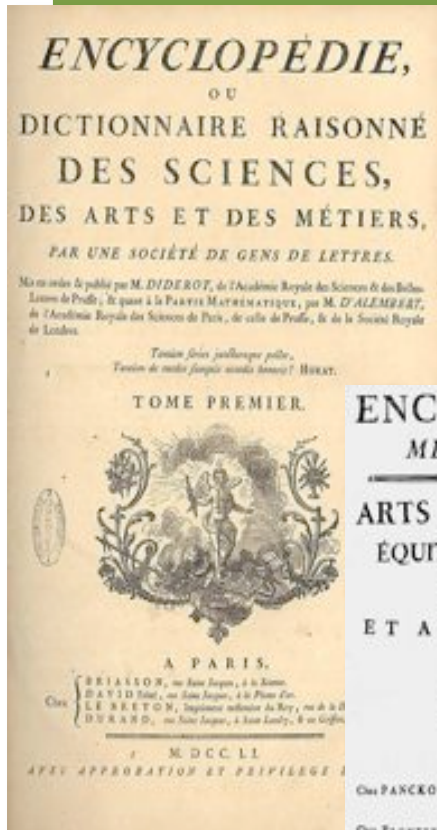 ENCYCLOPÉDIE,
OU
DICTIONNAIRE RAISONNÉ
DES SCIENCES,
DES ARTS ET DES MÉTIERS,
PAR UNE SOCIÉTÉ DE GENS DE LETTRES.
Mis en ordre & publié par M. DIDEROT, de l'Académie Royale des Sciences & des Belles-
Lettres de Prusse; & quant à la PARTIE MATHÉMATIQUE, par M. D'ALEMBERT,
de l'Académie Royale des Sciences de Paris, de celle de Prusse, & de la Société Royale
de Londres.
Tantùm series juncturaque pollet,
Tantùm de medio sumptis accedit honoris! HORAT.
TOME PREMIER.
A PARIS,
Chez
BRIASSON, rue Saint Jacques, à la Science.
DAVID l'aîné, rue Saint Jacques, à la Plume d'or.
LE BRETON, Imprimeur ordinaire du Roy, rue de la
DURAND, rue Saint Jacques, à Saint Landry, & au Griffon.
M. DCC. LI.
AVEC APPROBATION ET PRIVILEGE
ENC
ME
ARTS
ÉQUI
ET A
Chez PANCKO